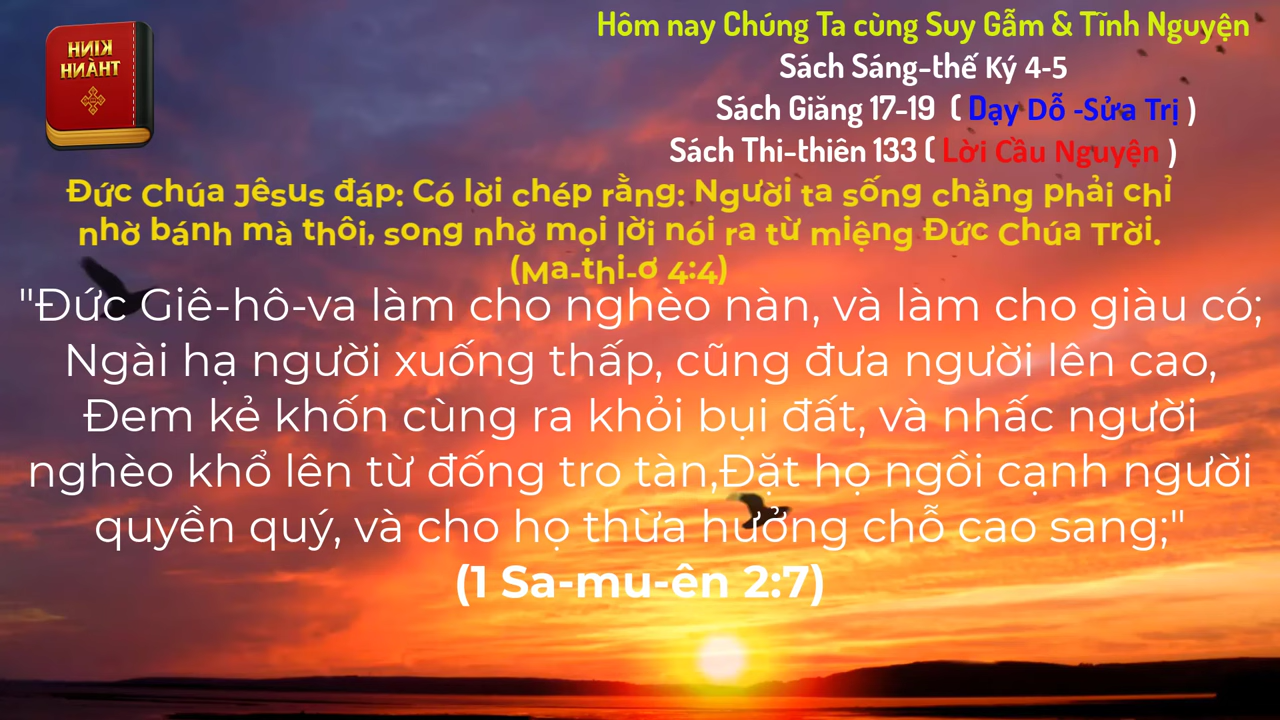 KINH
THÀNH
Hôm nay Chúng Ta cùng Suy Gẫm & Tĩnh Nguyện
Sách Sáng-thế Ký 4-5
Sách Giăng 17-19 ( Dạy Dỗ -Sửa Trị )
Sách Thi-thiên 133 ( Lời Cầu Nguyện )
Đức Chúa Jêsus đáp: Có lời chép rằng: Người ta sống chẳng phải chỉ
nhờ bánh mà thôi, song nhờ mọi lời nói ra từ miệng Đức Chúa Trời.
(Ma-thi-ơ 4:4)
"Đức Giê-hô-va làm cho nghèo nàn, và làm cho giàu có;
Ngài hạ người xuống thấp, cũng đưa người lên cao,
Đem kẻ khốn cùng ra khỏi bụi đất, và nhấc người
nghèo khổ lên từ đống tro tàn,Đặt họ ngồi cạnh người
quyền quý, và cho họ thừa hưởng chỗ cao sang;"
(1 Sa-mu-ên 2:7)